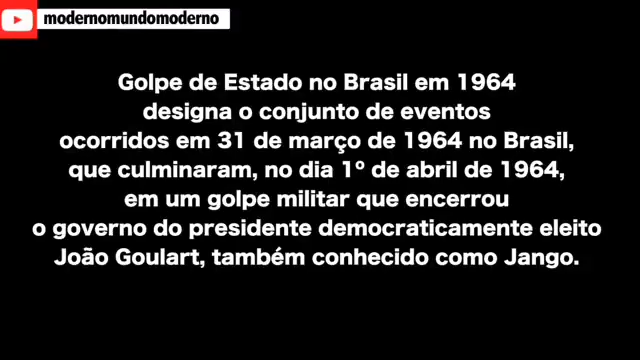 modernomundomoderno
Golpe de Estado no Brasil em 1964
designa o conjunto de eventos
ocorridos em 31 de março de 1964 no Brasil,
que culminaram, no dia 1º de abril de 1964,
em um golpe militar que encerrou
o governo do presidente democraticamente eleito
João Goulart, também conhecido como Jango.